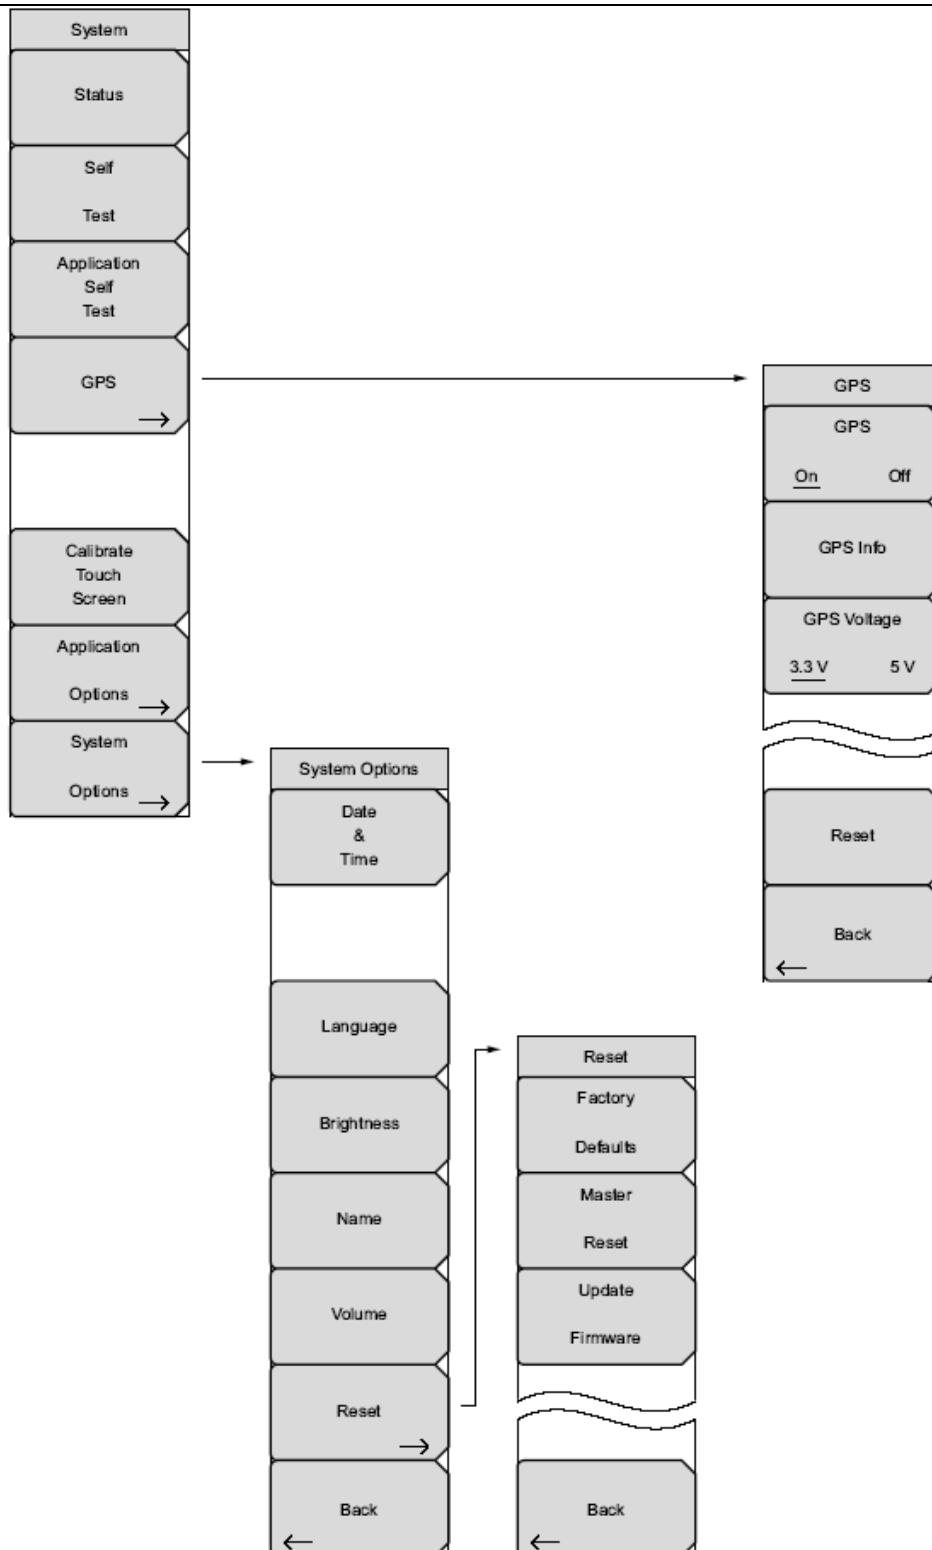 System
Status
Self
Test
Application
Self
Test
GPS
Calibrate
Touch
Screen
Application
Options
System
Options
GPS
GPS
On Off
GPS Info
GPS Voltage
3.3 V 5 V
Reset
Back
System Options
Date
&
Time
Language
Brightness
Name
Volume
Reset
Back
Reset
Factory
Defaults
Master
Reset
Update
Firmware
Back